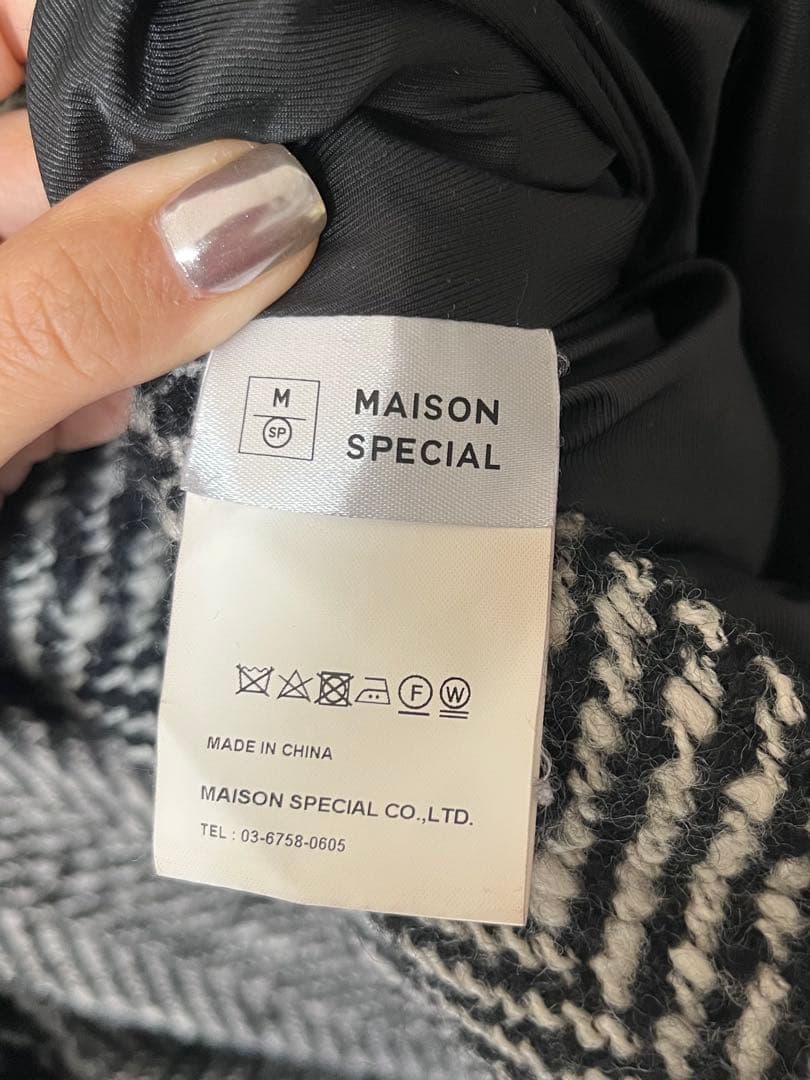 M
SP
MAISON
SPECIAL
F W
MADE IN CHINA
MAISON SPECIAL CO.,LTD.
TEL : 03-6758-0605